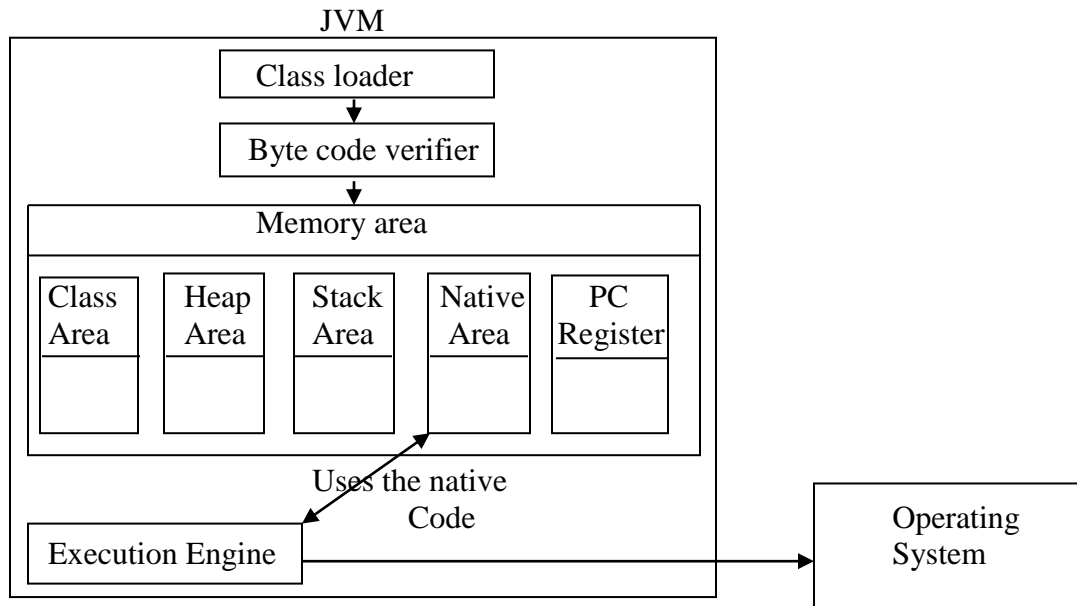 JVM
Class loader
Byte code verifier
Memory area
Class
Area
Heap
Area
Stack
Area
Native
Area
PC
Register
Uses the native
Code
Execution Engine
Operating
System